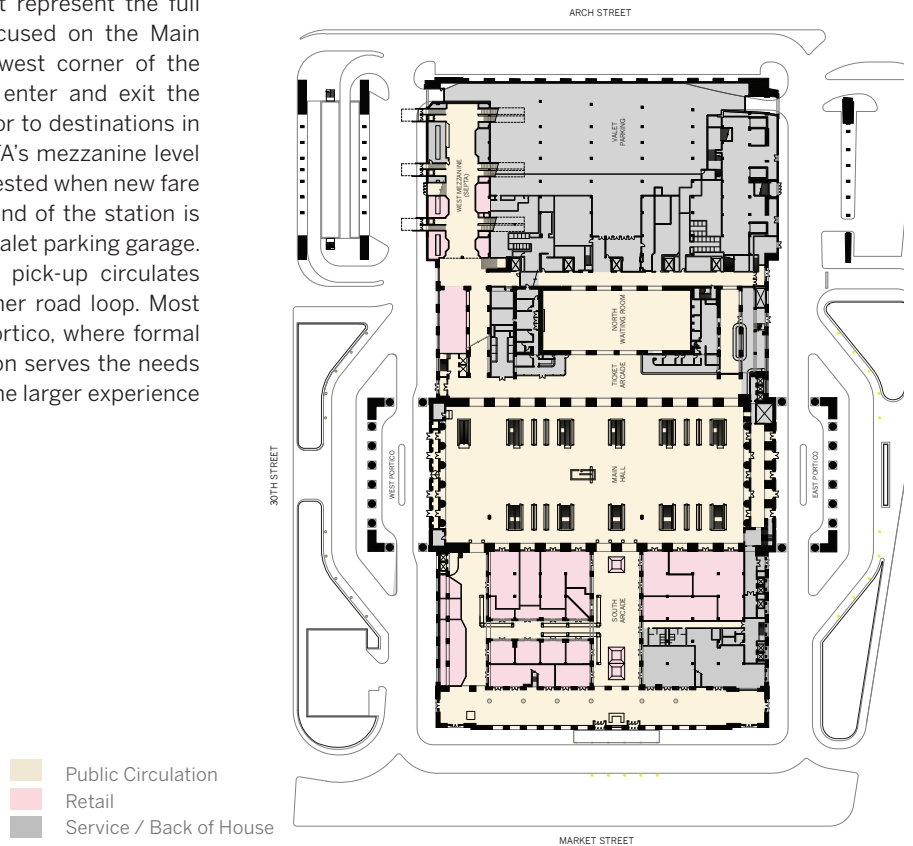 t represent the full
cused on the Main
west corner of the
enter and exit the
or to destinations in
TA's mezzanine level
ested when new fare
end of the station is
alet parking garage.
pick-up circulates
ner road loop. Most
ortico, where formal
on serves the needs
he larger experience
ARCH STREET
VALET
PARKING
WEST MEZZANINE
(SEPTA)
NORTH
WAITING ROOM
TICKET
ARCADE
30TH STREET
WEST PORTICO
MAIN
HALL
EAST PORTICO
SOUTH
ARCADE
Public Circulation
Retail
Service / Back of House
MARKET STREET